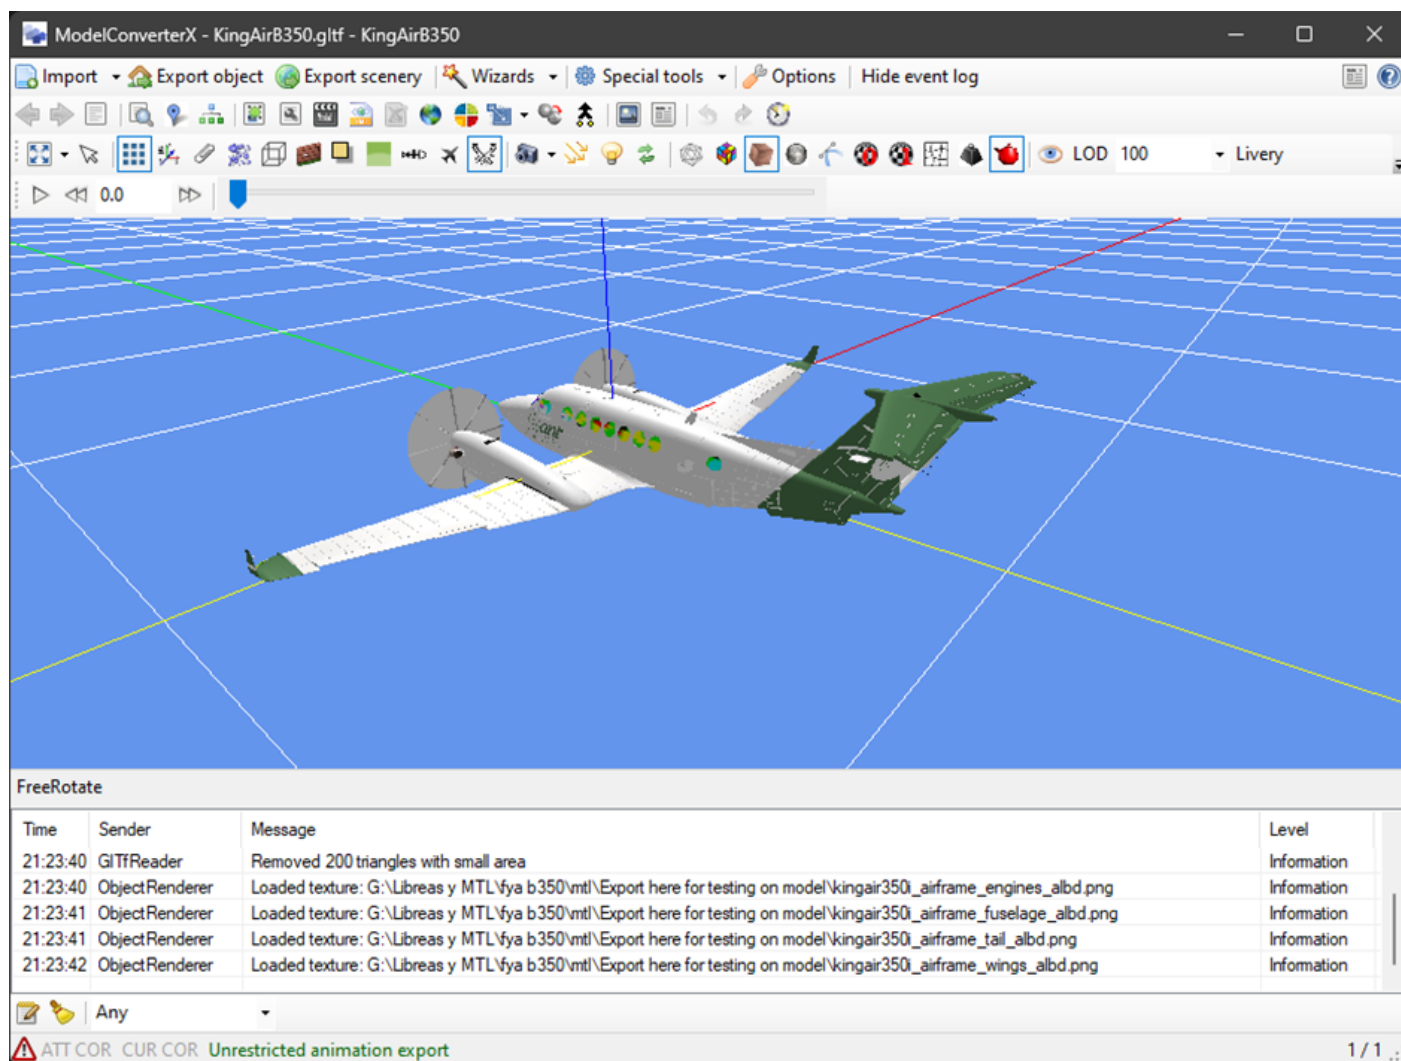 ModelConverterX - KingAirB350.gltf - KingAirB350
Import Export object Export scenery Wizards Special tools Options Hide event log
LOD 100 Livery
0.0
ant
FreeRotate
Time Sender Message Level
21:23:40 GlTfReader Removed 200 triangles with small area Information
21:23:40 ObjectRenderer Loaded texture: G:\Libreas y MTL\fya b350\mtl\Export here for testing on model\kingair350i_airframe_engines_albd.png Information
21:23:41 ObjectRenderer Loaded texture: G:\Libreas y MTL\fya b350\mtl\Export here for testing on model\kingair350i_airframe_fuselage_albd.png Information
21:23:41 ObjectRenderer Loaded texture: G:\Libreas y MTL\fya b350\mtl\Export here for testing on model\kingair350i_airframe_tail_albd.png Information
21:23:42 ObjectRenderer Loaded texture: G:\Libreas y MTL\fya b350\mtl\Export here for testing on model\kingair350i_airframe_wings_albd.png Information
Any
ATT COR CUR COR Unrestricted animation export 1 / 1